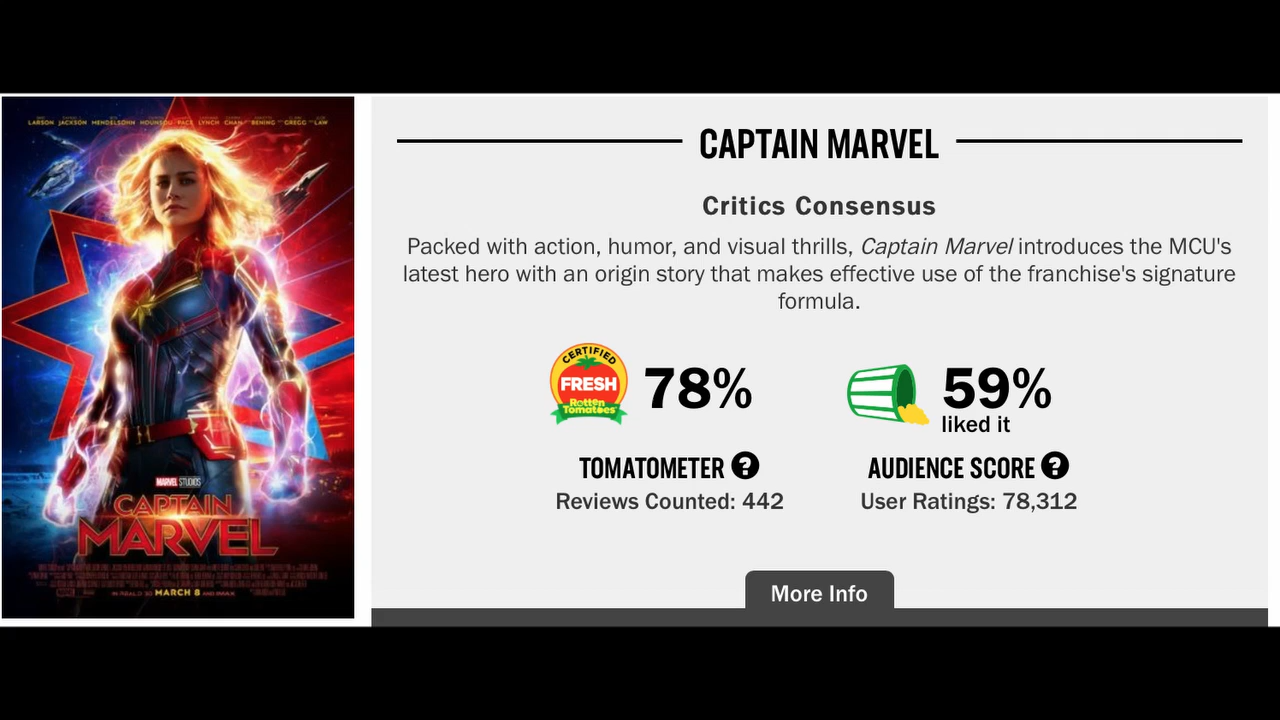 LARSON JACKSON MENDELSOHN HOUNSOU PACE LYNCH CHAN BENING GREGG LAW
MARVEL STUDIOS
CAPTAIN
MARVEL
MARCH 8
CAPTAIN MARVEL
Critics Consensus
Packed with action, humor, and visual thrills, Captain Marvel introduces the MCU's
latest hero with an origin story that makes effective use of the franchise's signature
formula.
CERTIFIED
FRESH
Rotten
Tomatoes
78%
59%
liked it
TOMATOMETER ?
AUDIENCE SCORE ?
Reviews Counted: 442
User Ratings: 78,312
More Info